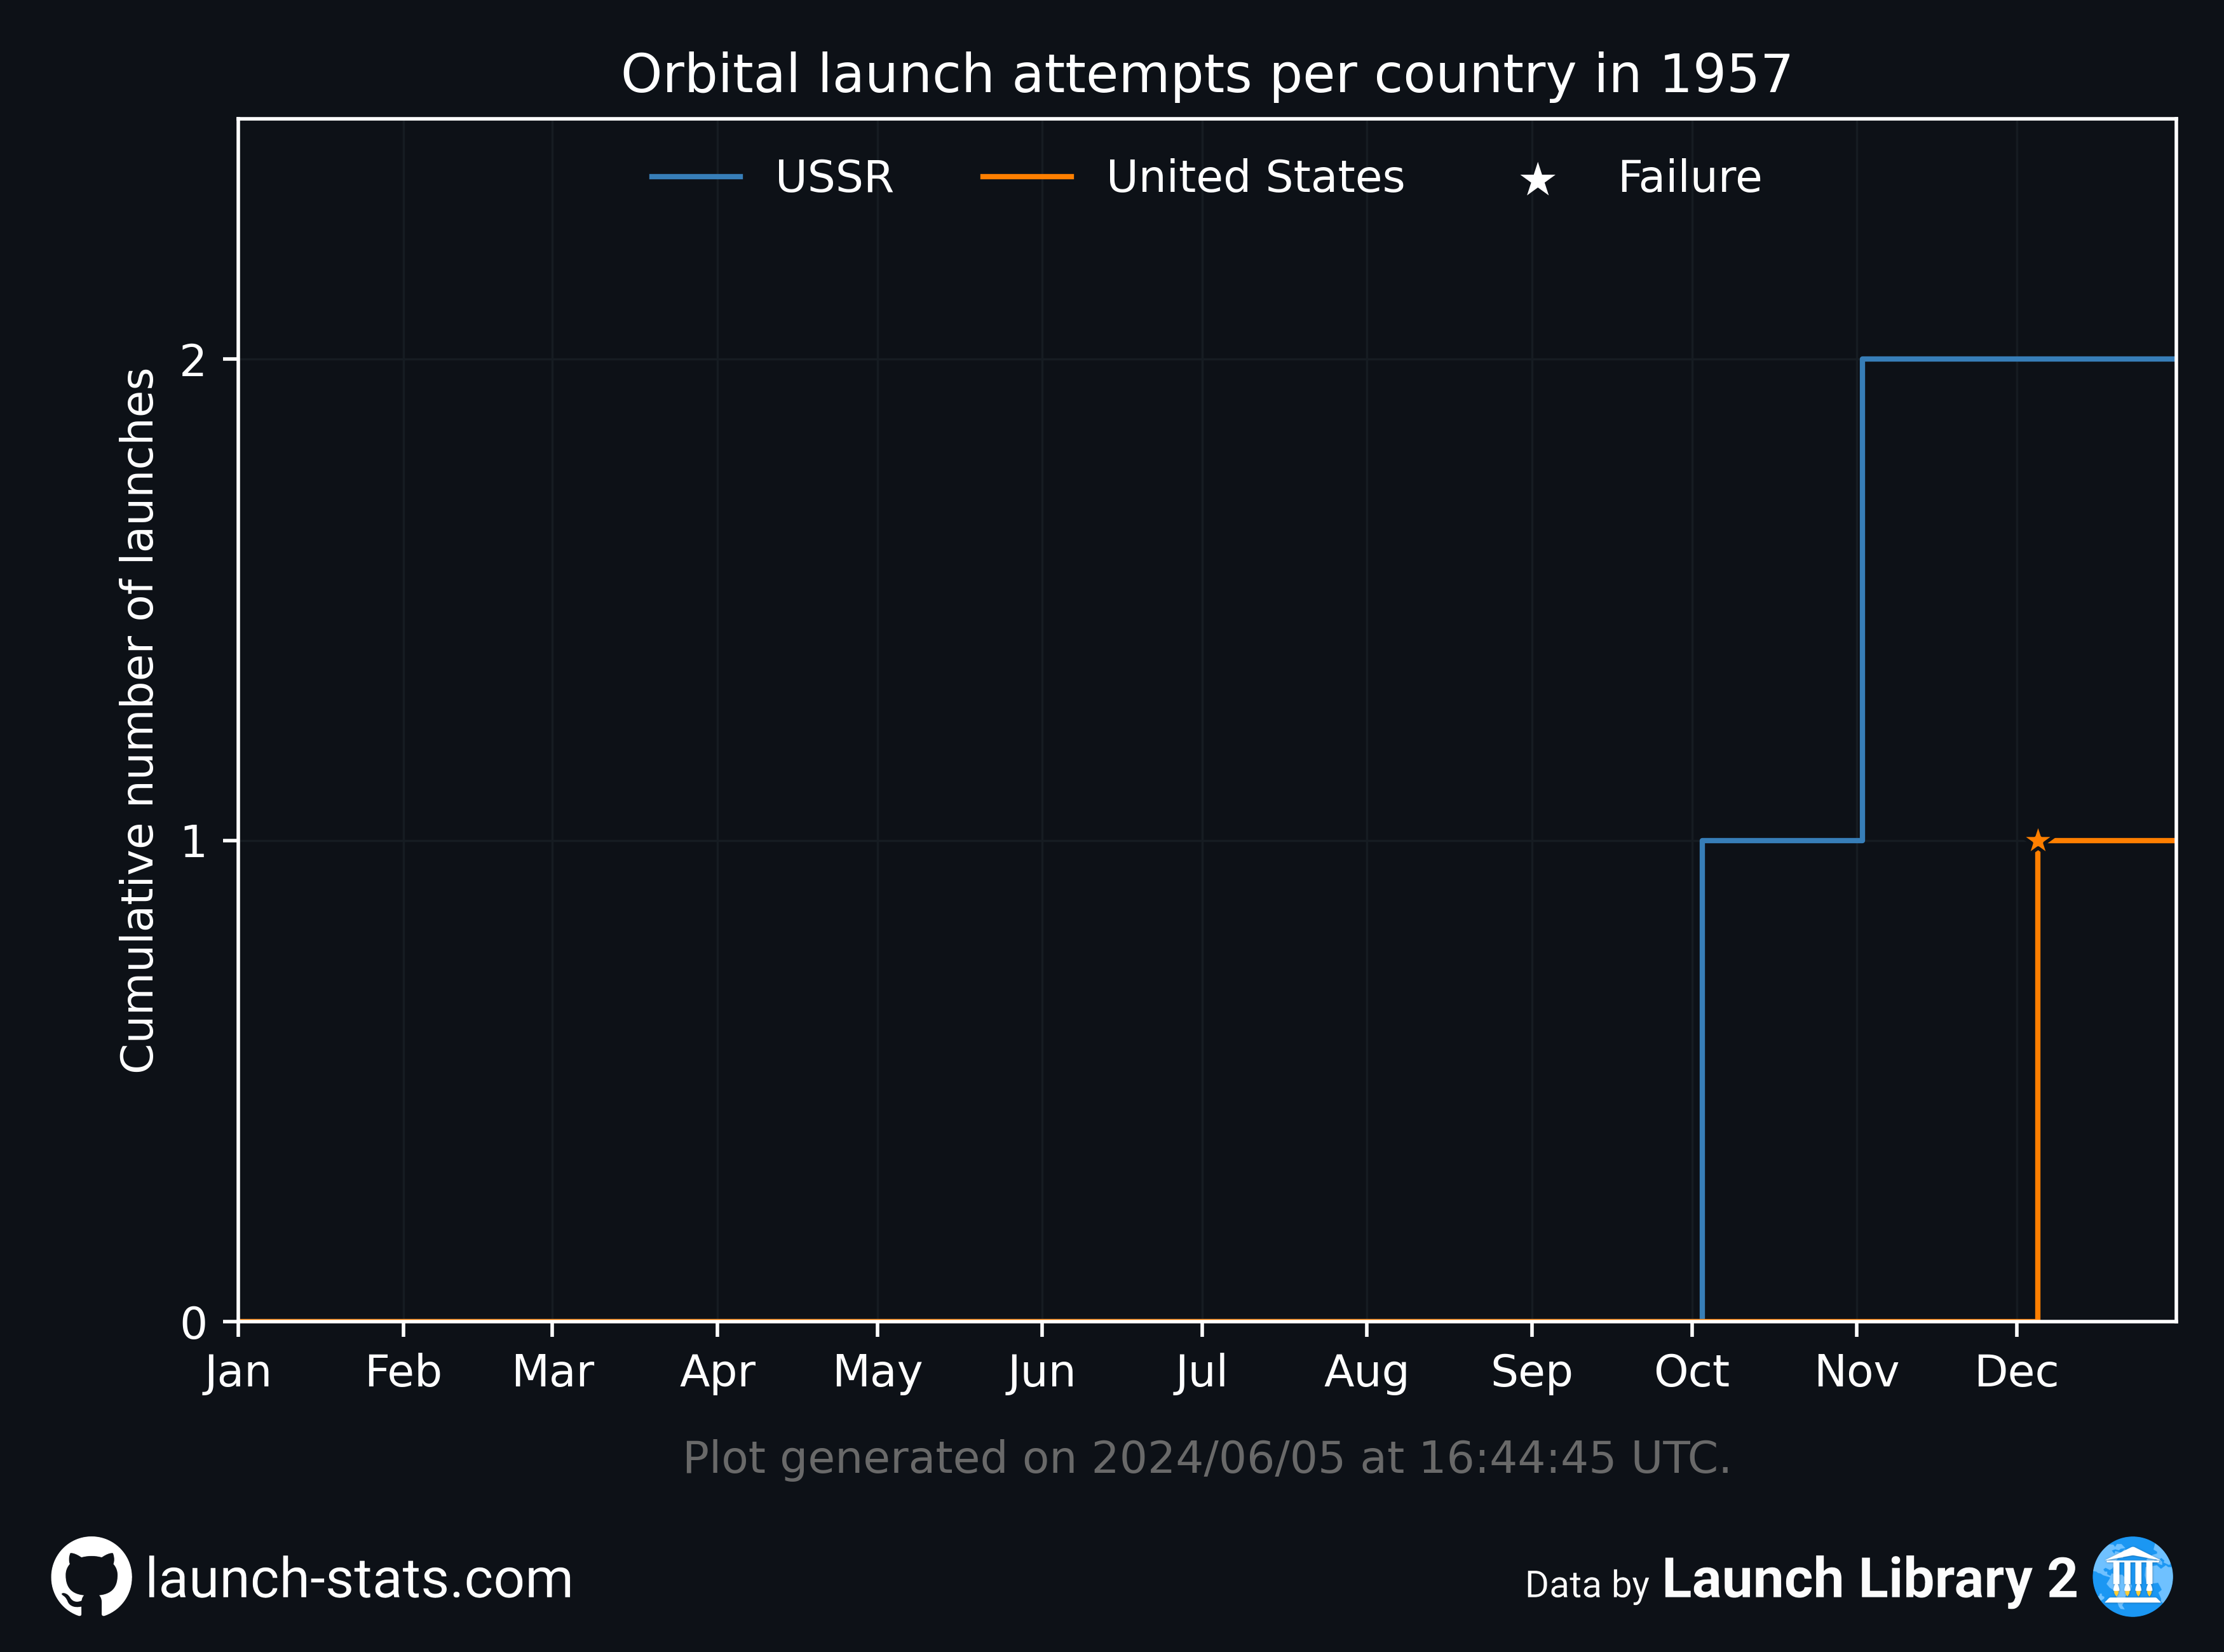 Orbital launch attempts per country in 1957
USSR United States Failure
Cumulative number of launches
2
1
0
Jan Feb Mar Apr May Jun Jul Aug Sep Oct Nov Dec
Plot generated on 2024/06/05 at 16:44:45 UTC.
launch-stats.com
Data by Launch Library 2